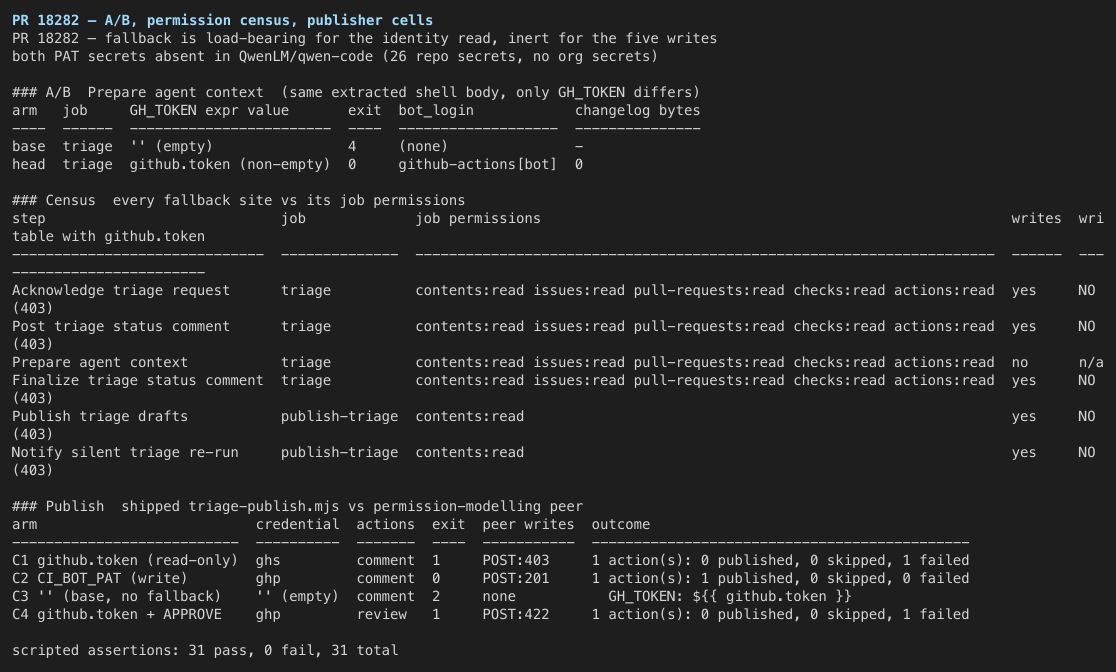 PR 18282 — A/B, permission census, publisher cells
PR 18282 — fallback is load-bearing for the identity read, inert for the five writes
both PAT secrets absent in QwenLM/qwen-code (26 repo secrets, no org secrets)
### A/B  Prepare agent context  (same extracted shell body, only GH_TOKEN differs)
arm   job     GH_TOKEN expr value       exit  bot_login            changelog bytes
----  ------  ------------------------  ----  -------------------  ---------------
base  triage  '' (empty)                4     (none)               —
head  triage  github.token (non-empty)  0     github-actions[bot]  0
### Census  every fallback site vs its job permissions
step                            job             job permissions                                                        writes  wri
table with github.token
------------------------------  --------------  ---------------------------------------------------------------------  ------  ---
-----------------------
Acknowledge triage request      triage          contents:read issues:read pull-requests:read checks:read actions:read  yes     NO
(403)
Post triage status comment      triage          contents:read issues:read pull-requests:read checks:read actions:read  yes     NO
(403)
Prepare agent context           triage          contents:read issues:read pull-requests:read checks:read actions:read  no      n/a
Finalize triage status comment  triage          contents:read issues:read pull-requests:read checks:read actions:read  yes     NO
(403)
Publish triage drafts           publish-triage  contents:read                                                          yes     NO
(403)
Notify silent triage re-run     publish-triage  contents:read                                                          yes     NO
(403)
### Publish  shipped triage-publish.mjs vs permission-modelling peer
arm                          credential  actions  exit  peer writes  outcome
---------------------------  ----------  -------  ----  -----------  ---------------------------------------------
C1 github.token (read-only)  ghs         comment  1     POST:403     1 action(s): 0 published, 0 skipped, 1 failed
C2 CI_BOT_PAT (write)        ghp         comment  0     POST:201     1 action(s): 1 published, 0 skipped, 0 failed
C3 '' (base, no fallback)    '' (empty)  comment  2     none           GH_TOKEN: ${{ github.token }}
C4 github.token + APPROVE    ghp         review   1     POST:422     1 action(s): 0 published, 0 skipped, 1 failed
scripted assertions: 31 pass, 0 fail, 31 total